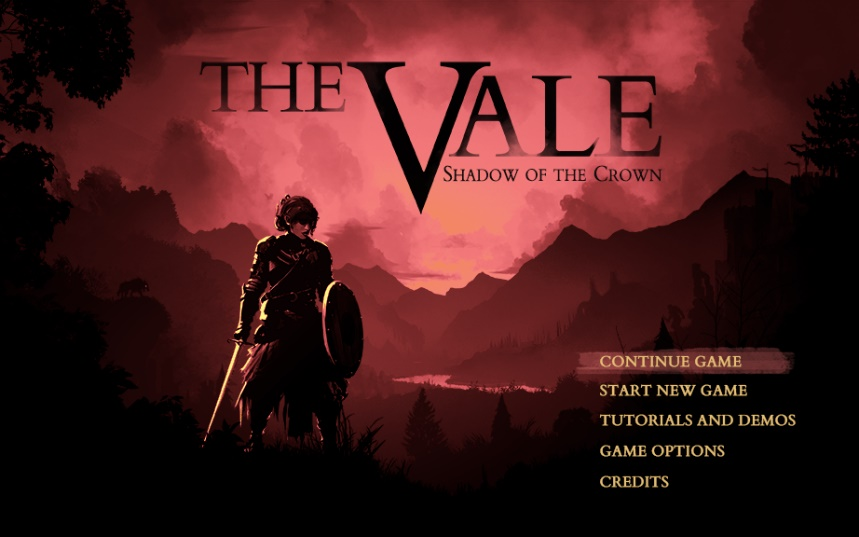 THE VALE
SHADOW OF THE CROWN
CONTINUE GAME
START NEW GAME
TUTORIALS AND DEMOS
GAME OPTIONS
CREDITS